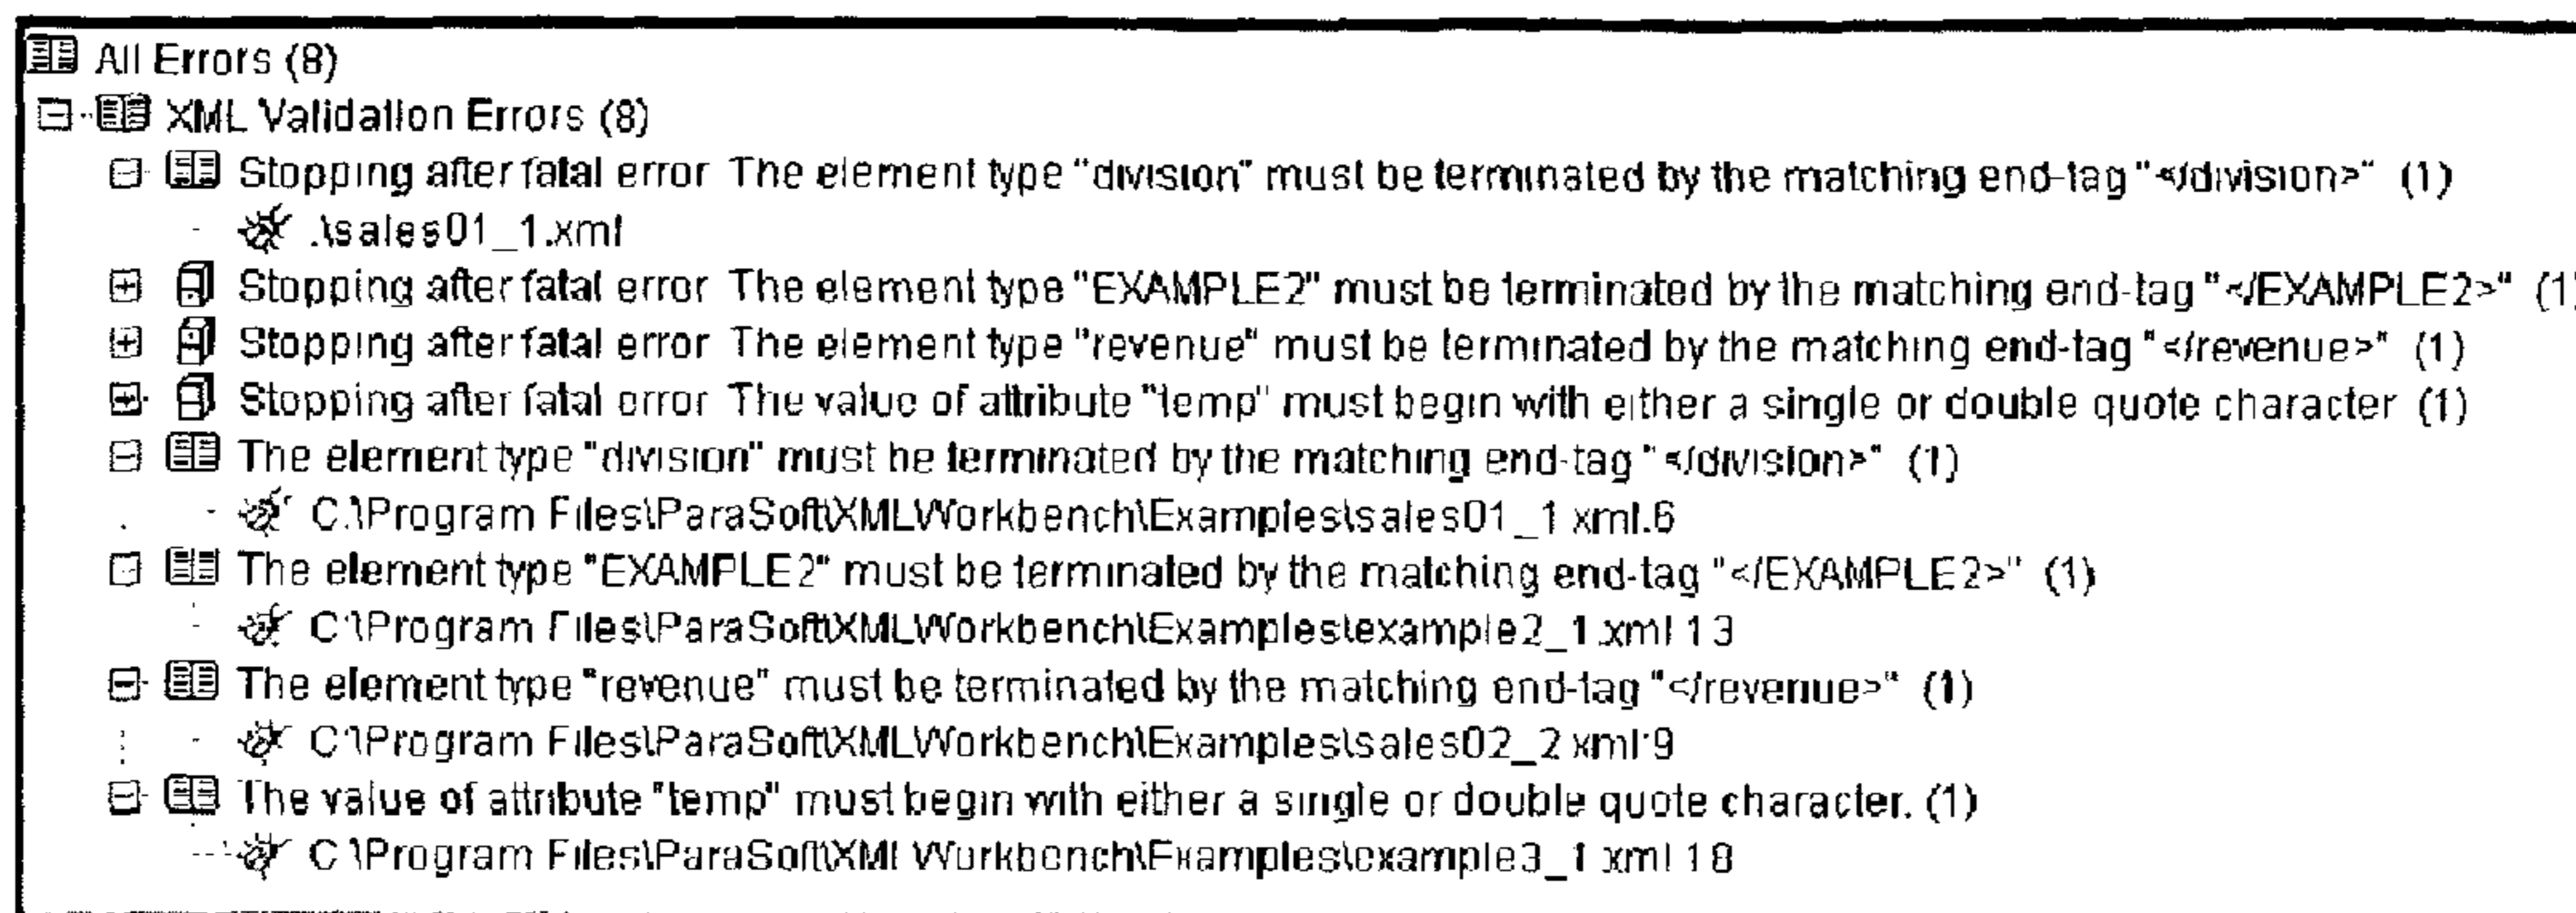 All Errors (8)
XML Validation Errors (8)
Stopping after fatal error The element type "division" must be terminated by the matching end-tag "</division>" (1)
.\sales01_1.xml
Stopping after fatal error The element type "EXAMPLE2" must be terminated by the matching end-tag "</EXAMPLE2>" (1)
Stopping after fatal error The element type "revenue" must be terminated by the matching end-tag "</revenue>" (1)
Stopping after fatal error The value of attribute "temp" must begin with either a single or double quote character (1)
The element type "division" must be terminated by the matching end-tag "</division>" (1)
C:\Program Files\ParaSoft\XMLWorkbench\Examples\sales01_1.xml:6
The element type "EXAMPLE2" must be terminated by the matching end-tag "</EXAMPLE2>" (1)
C:\Program Files\ParaSoft\XMLWorkbench\Examples\example2_1.xml:13
The element type "revenue" must be terminated by the matching end-tag "</revenue>" (1)
C:\Program Files\ParaSoft\XMLWorkbench\Examples\sales02_2.xml:9
The value of attribute "temp" must begin with either a single or double quote character. (1)
C:\Program Files\ParaSoft\XMLWorkbench\Examples\example3_1.xml:18